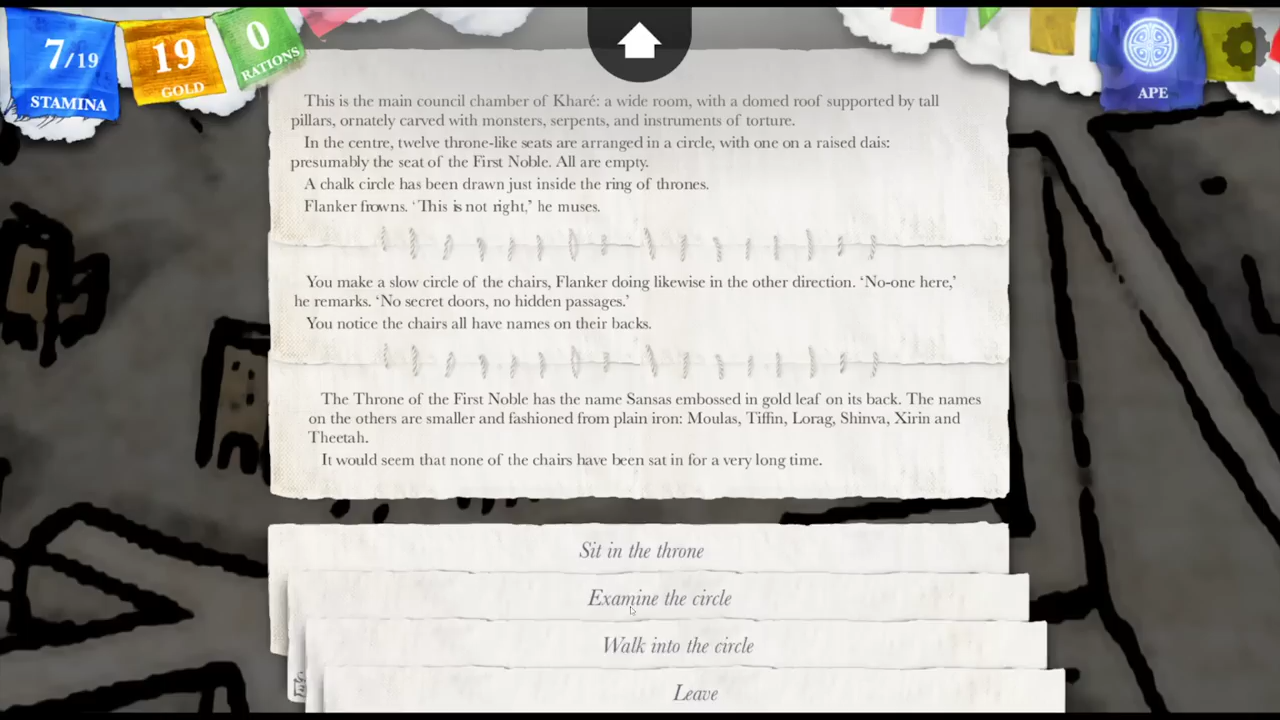 7/19
STAMINA
19
GOLD
0
RATIONS
APE
This is the main council chamber of Kharé: a wide room, with a domed roof supported by tall
pillars, ornately carved with monsters, serpents, and instruments of torture.
In the centre, twelve throne-like seats are arranged in a circle, with one on a raised dais:
presumably the seat of the First Noble. All are empty.
A chalk circle has been drawn just inside the ring of thrones.
Flanker frowns. ‘This is not right,’ he muses.
You make a slow circle of the chairs, Flanker doing likewise in the other direction. ‘No-one here,’
he remarks. ‘No secret doors, no hidden passages.’
You notice the chairs all have names on their backs.
The Throne of the First Noble has the name Sansas embossed in gold leaf on its back. The names
on the others are smaller and fashioned from plain iron: Moulas, Tiffin, Lorag, Shinva, Xirin and
Theetah.
It would seem that none of the chairs have been sat in for a very long time.
Sit in the throne
Examine the circle
Walk into the circle
Leave